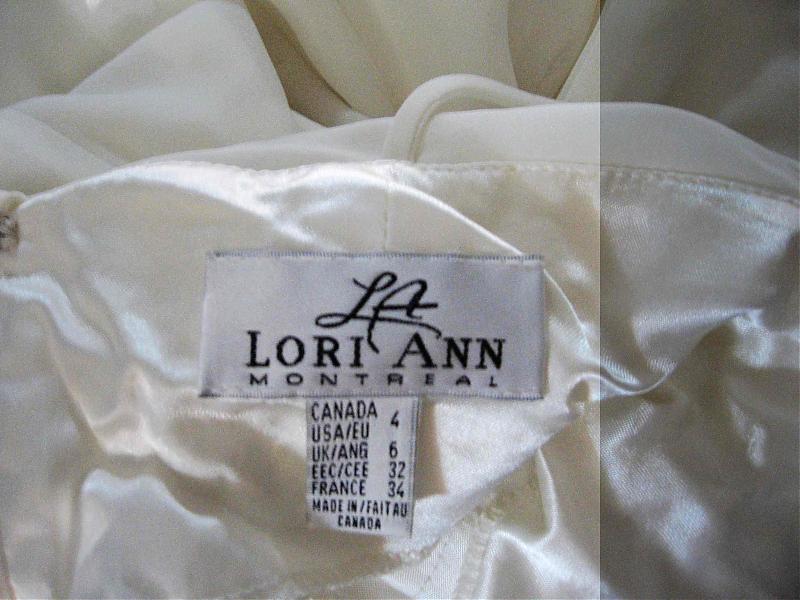 LA
LORI ANN
MONTREAL
CANADA 4
USA/EU
UK/ANG 6
EEC/CEE 32
FRANCE 34
MADE IN/FAIT AU
CANADA